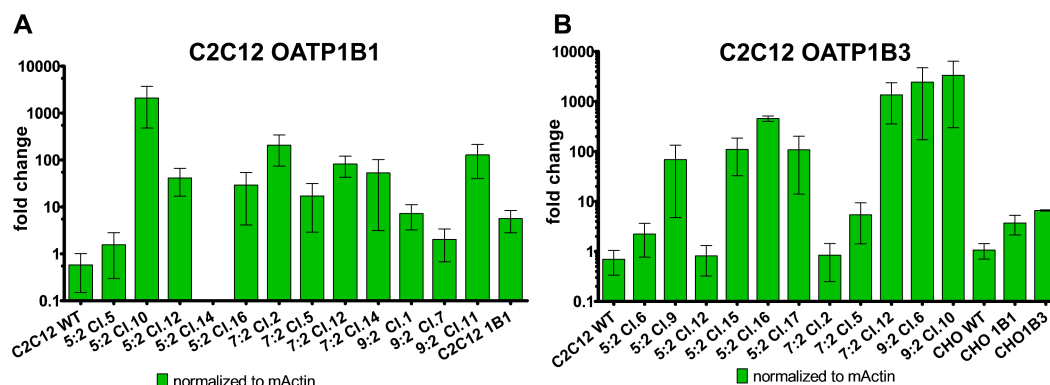 A
C2C12 OATP1B1
fold change
10000
1000
100
10
1
0.1
C2C12 WT
5:2 Cl.5
5:2 Cl.10
5:2 Cl.12
5:2 Cl.14
5:2 Cl.16
7:2 Cl.2
7:2 Cl.5
7:2 Cl.12
7:2 Cl.14
9:2 Cl.1
9:2 Cl.7
9:2 Cl.11
C2C12 1B1
normalized to mActin
B
C2C12 OATP1B3
fold change
10000
1000
100
10
1
0.1
C2C12 WT
5:2 Cl.6
5:2 Cl.9
5:2 Cl.12
5:2 Cl.15
5:2 Cl.16
5:2 Cl.17
7:2 Cl.2
7:2 Cl.5
7:2 Cl.12
9:2 Cl.6
9:2 Cl.10
CHO WT
CHO 1B1
CHO1B3
normalized to mActin